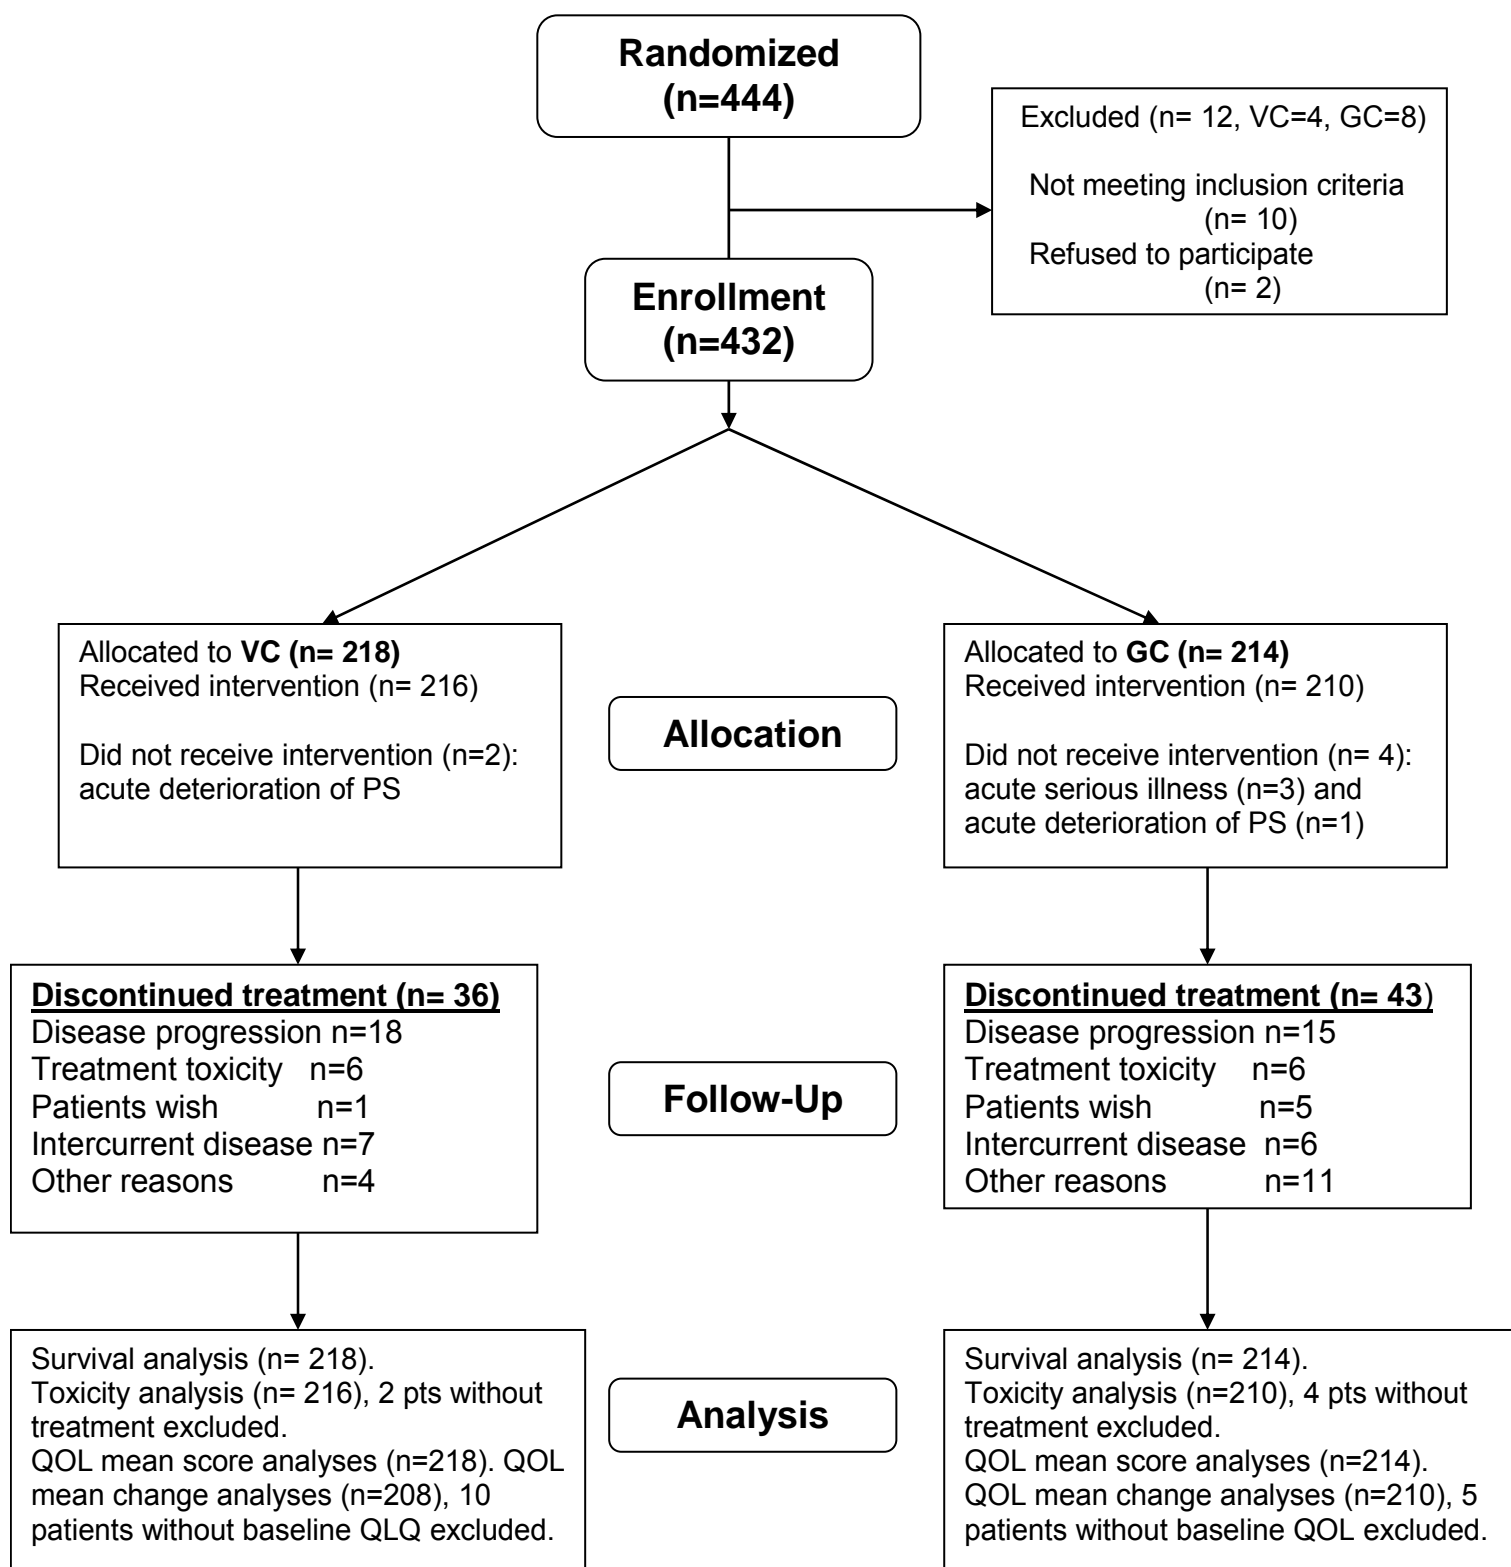 Randomized
(n=444)
Excluded (n= 12, VC=4, GC=8)
Not meeting inclusion criteria
(n= 10)
Refused to participate
(n= 2)
Enrollment
(n=432)
Allocated to VC (n= 218)
Received intervention (n= 216)
Did not receive intervention (n=2):
acute deterioration of PS
Allocation
Allocated to GC (n= 214)
Received intervention (n= 210)
Did not receive intervention (n= 4):
acute serious illness (n=3) and
acute deterioration of PS (n=1)
Discontinued treatment (n= 36)
Disease progression n=18
Treatment toxicity n=6
Patients wish n=1
Intercurrent disease n=7
Other reasons n=4
Follow-Up
Discontinued treatment (n= 43)
Disease progression n=15
Treatment toxicity n=6
Patients wish n=5
Intercurrent disease n=6
Other reasons n=11
Survival analysis (n= 218).
Toxicity analysis (n= 216), 2 pts without
treatment excluded.
QOL mean score analyses (n=218). QOL
mean change analyses (n=208), 10
patients without baseline QLQ excluded.
Analysis
Survival analysis (n= 214).
Toxicity analysis (n=210), 4 pts without
treatment excluded.
QOL mean score analyses (n=214).
QOL mean change analyses (n=210), 5
patients without baseline QOL excluded.